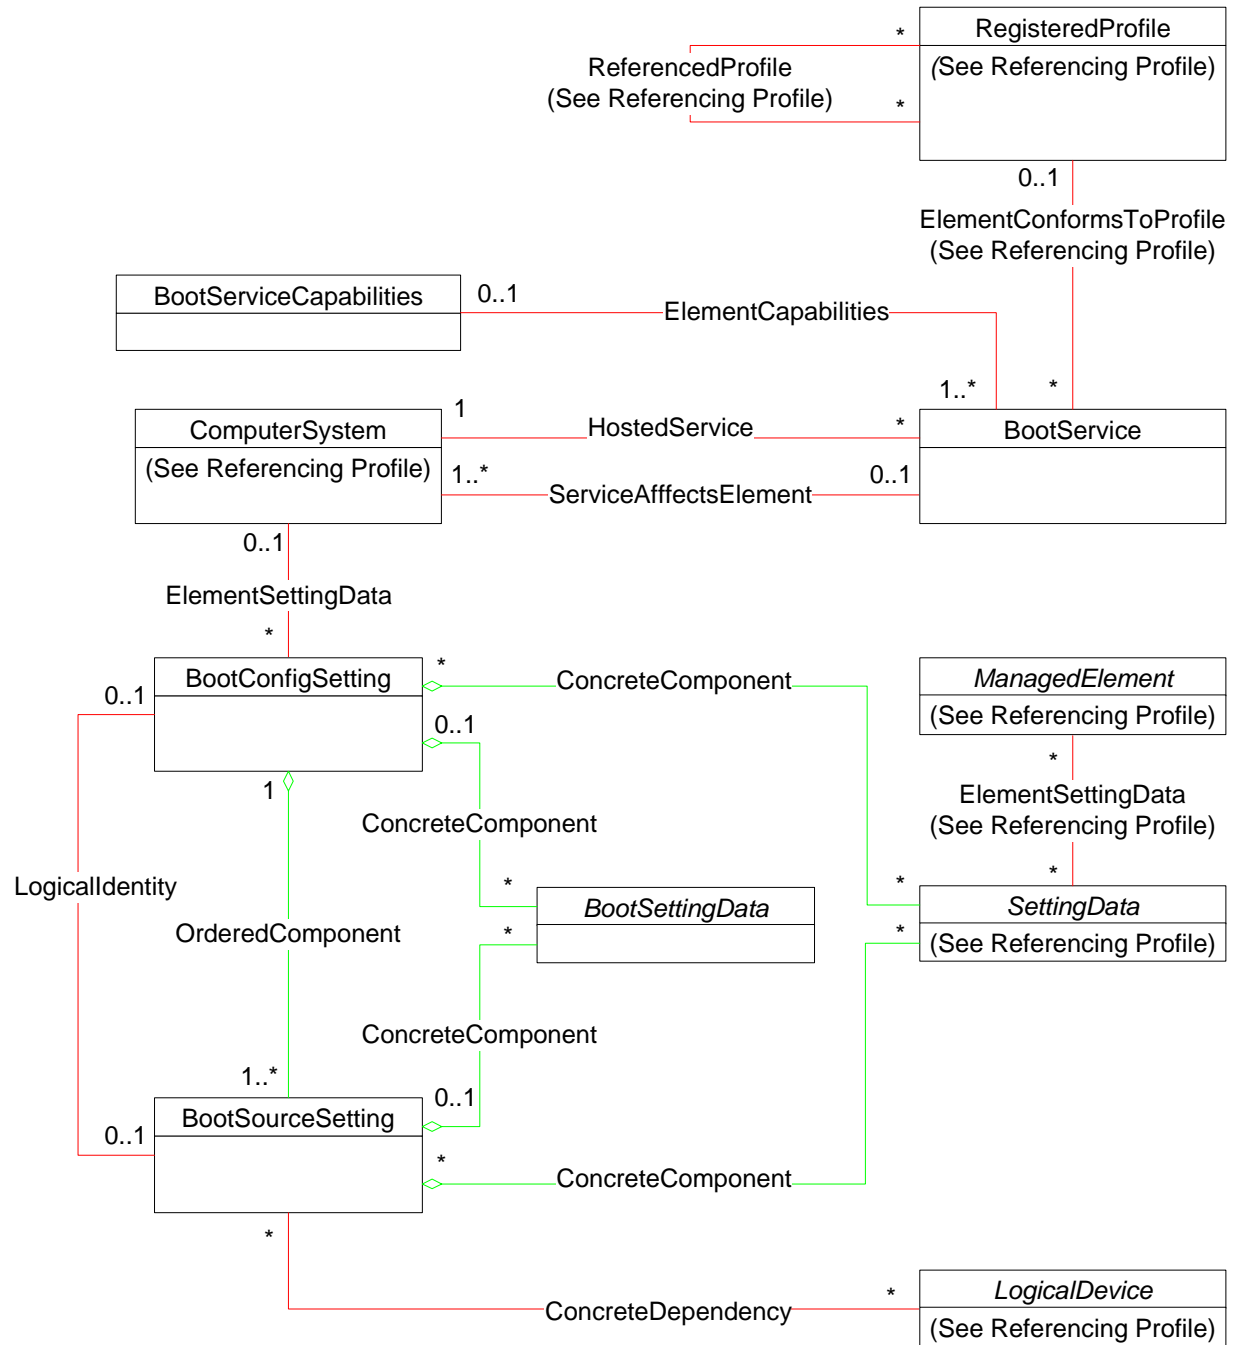 *
RegisteredProfile
ReferencedProfile
(See Referencing Profile)
(See Referencing Profile)
*
0..1
ElementConformsToProfile
(See Referencing Profile)
BootServiceCapabilities
0..1
ElementCapabilities
1..*
*
ComputerSystem
(See Referencing Profile)
1
HostedService
*
BootService
1..*
ServiceAfffectsElement
0..1
0..1
ElementSettingData
*
BootConfigSetting
0..1
*
ConcreteComponent
ManagedElement
(See Referencing Profile)
0..1
*
1
ElementSettingData
(See Referencing Profile)
ConcreteComponent
*
LogicalIdentity
*
BootSettingData
*
SettingData
(See Referencing Profile)
OrderedComponent
*
*
ConcreteComponent
1..*
0..1
BootSourceSetting
0..1
*
ConcreteComponent
*
ConcreteDependency
*
LogicalDevice
(See Referencing Profile)